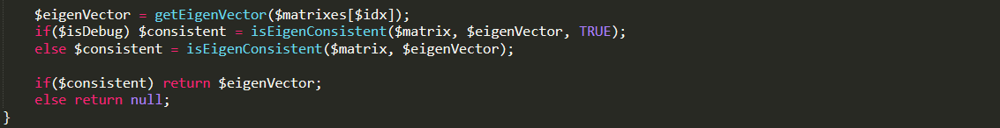 $eigenVector = getEigenVector($matrixes[$idx]);
if($isDebug) $consistent = isEigenConsistent($matrix, $eigenVector, TRUE);
else $consistent = isEigenConsistent($matrix, $eigenVector);
if($consistent) return $eigenVector;
else return null;
}